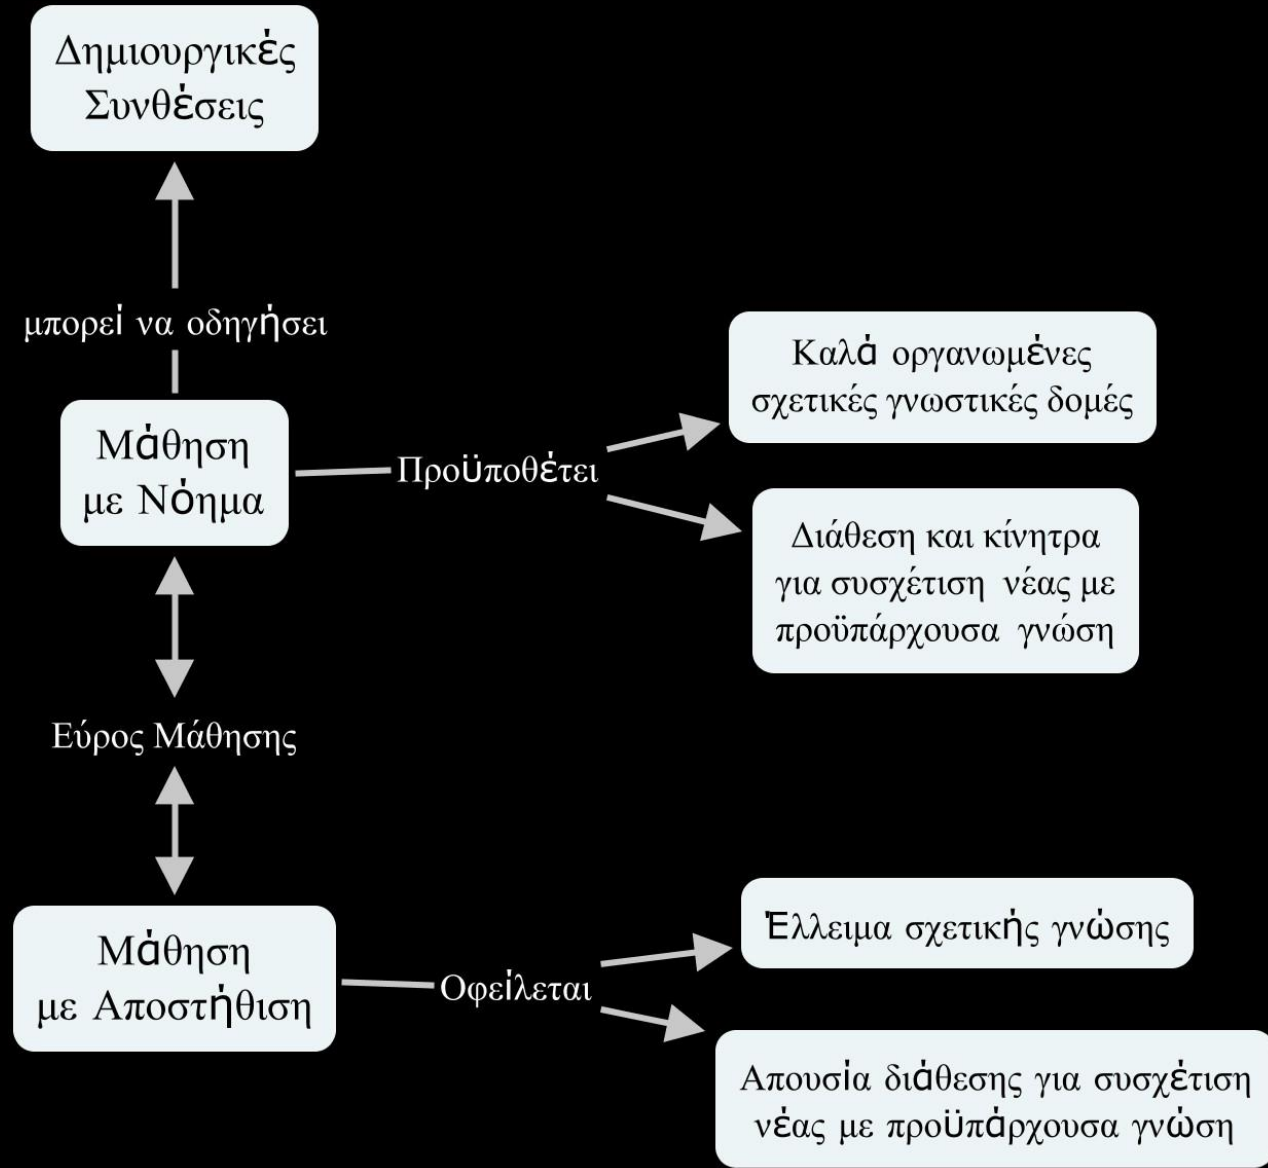 Δημιουργικές
Συνθέσεις
μπορεί να οδηγήσει
Μάθηση
με Νόημα
Προϋποθέτει
Καλά οργανωμένες
σχετικές γνωστικές δομές
Διάθεση και κίνητρα
για συσχέτιση νέας με
προϋπάρχουσα γνώση
Εύρος Μάθησης
Μάθηση
με Αποστήθιση
Οφείλεται
Έλλειμα σχετικής γνώσης
Απουσία διάθεσης για συσχέτιση
νέας με προϋπάρχουσα γνώση